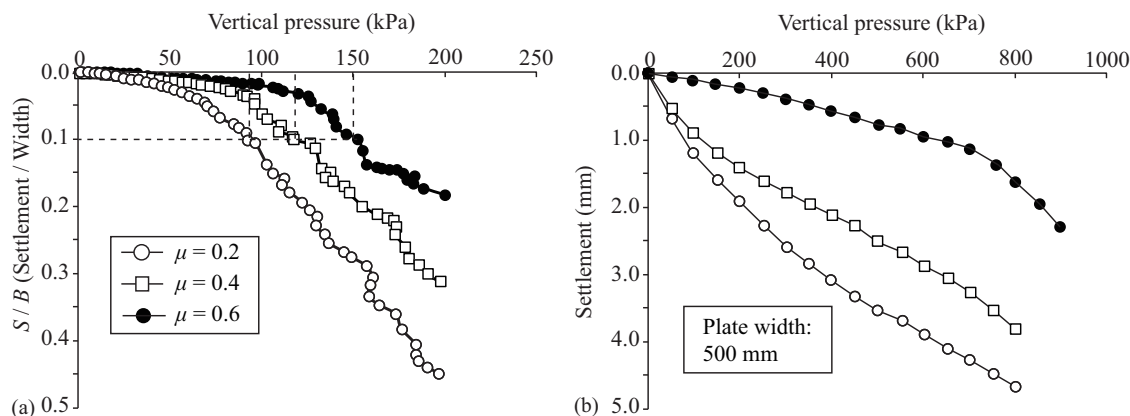 Vertical pressure (kPa)
0 50 100 150 200 250
0.0
0.1
0.2
0.3
0.4
0.5
S / B (Settlement / Width)
μ = 0.2
μ = 0.4
μ = 0.6
(a)
Vertical pressure (kPa)
0 200 400 600 800 1000
0.0
1.0
2.0
3.0
4.0
5.0
Settlement (mm)
Plate width:
500 mm
(b)